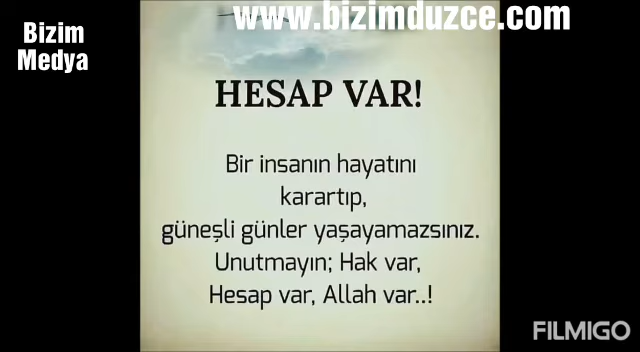 www.bizimduzce.com
Bizim
Medya
HESAP VAR!
Bir insanın hayatını
karartıp,
güneşli günler yaşayamazsınız.
Unutmayın; Hak var,
Hesap var, Allah var..!
FILMIGO